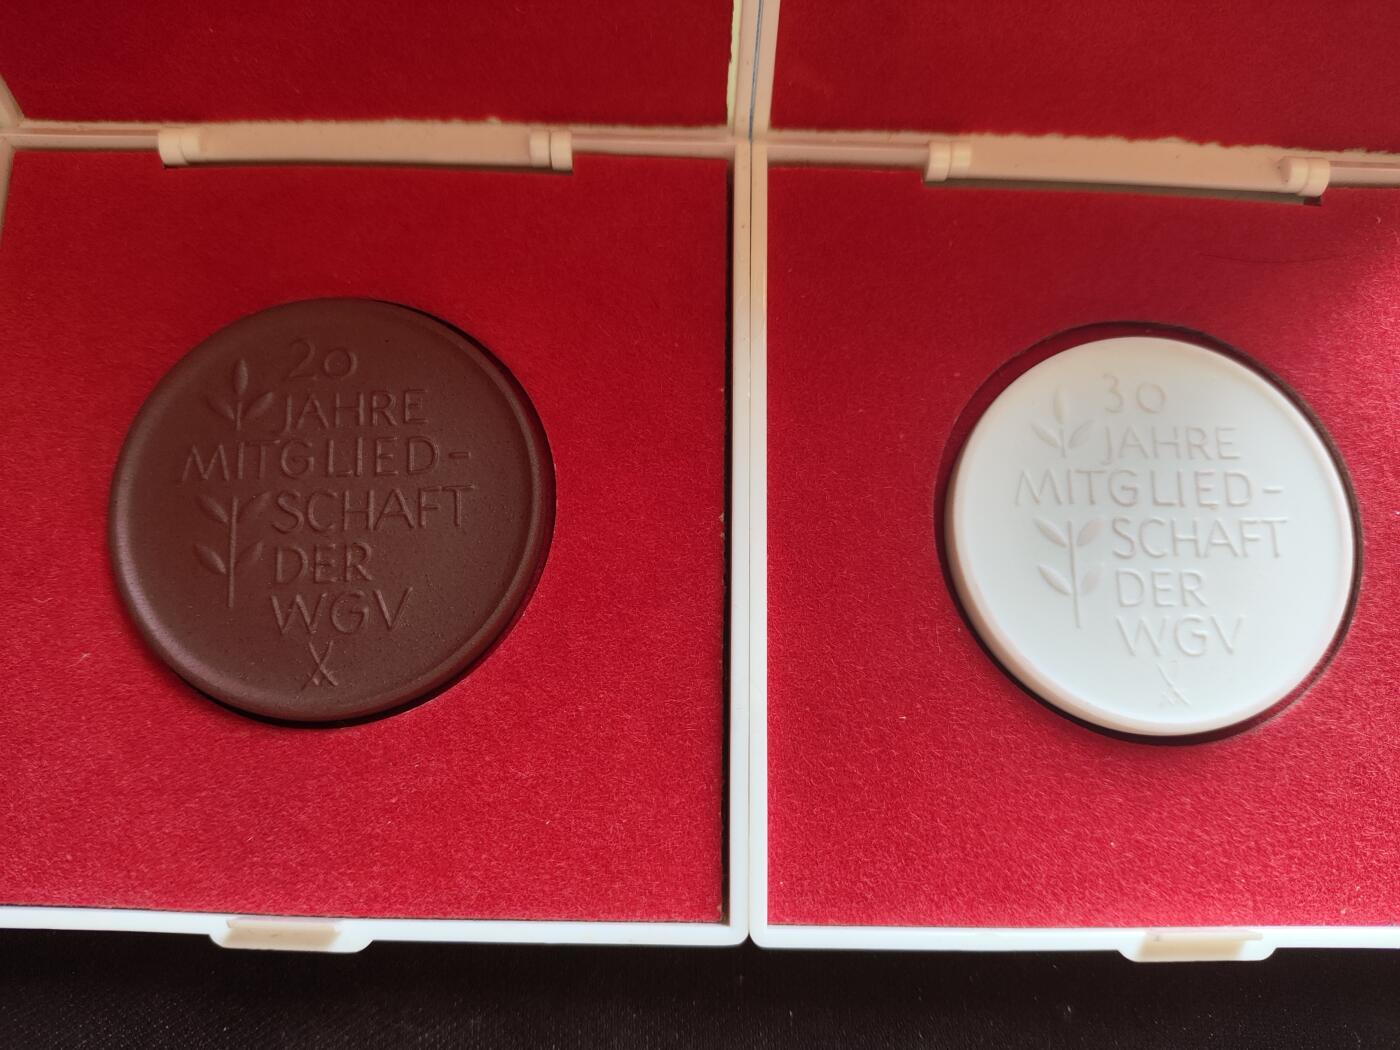 20
JAHRE
MITGLIED-
SCHAFT
DER
WGV
30
JAHRE
MITGLIED-
SCHAFT
DER
WGV